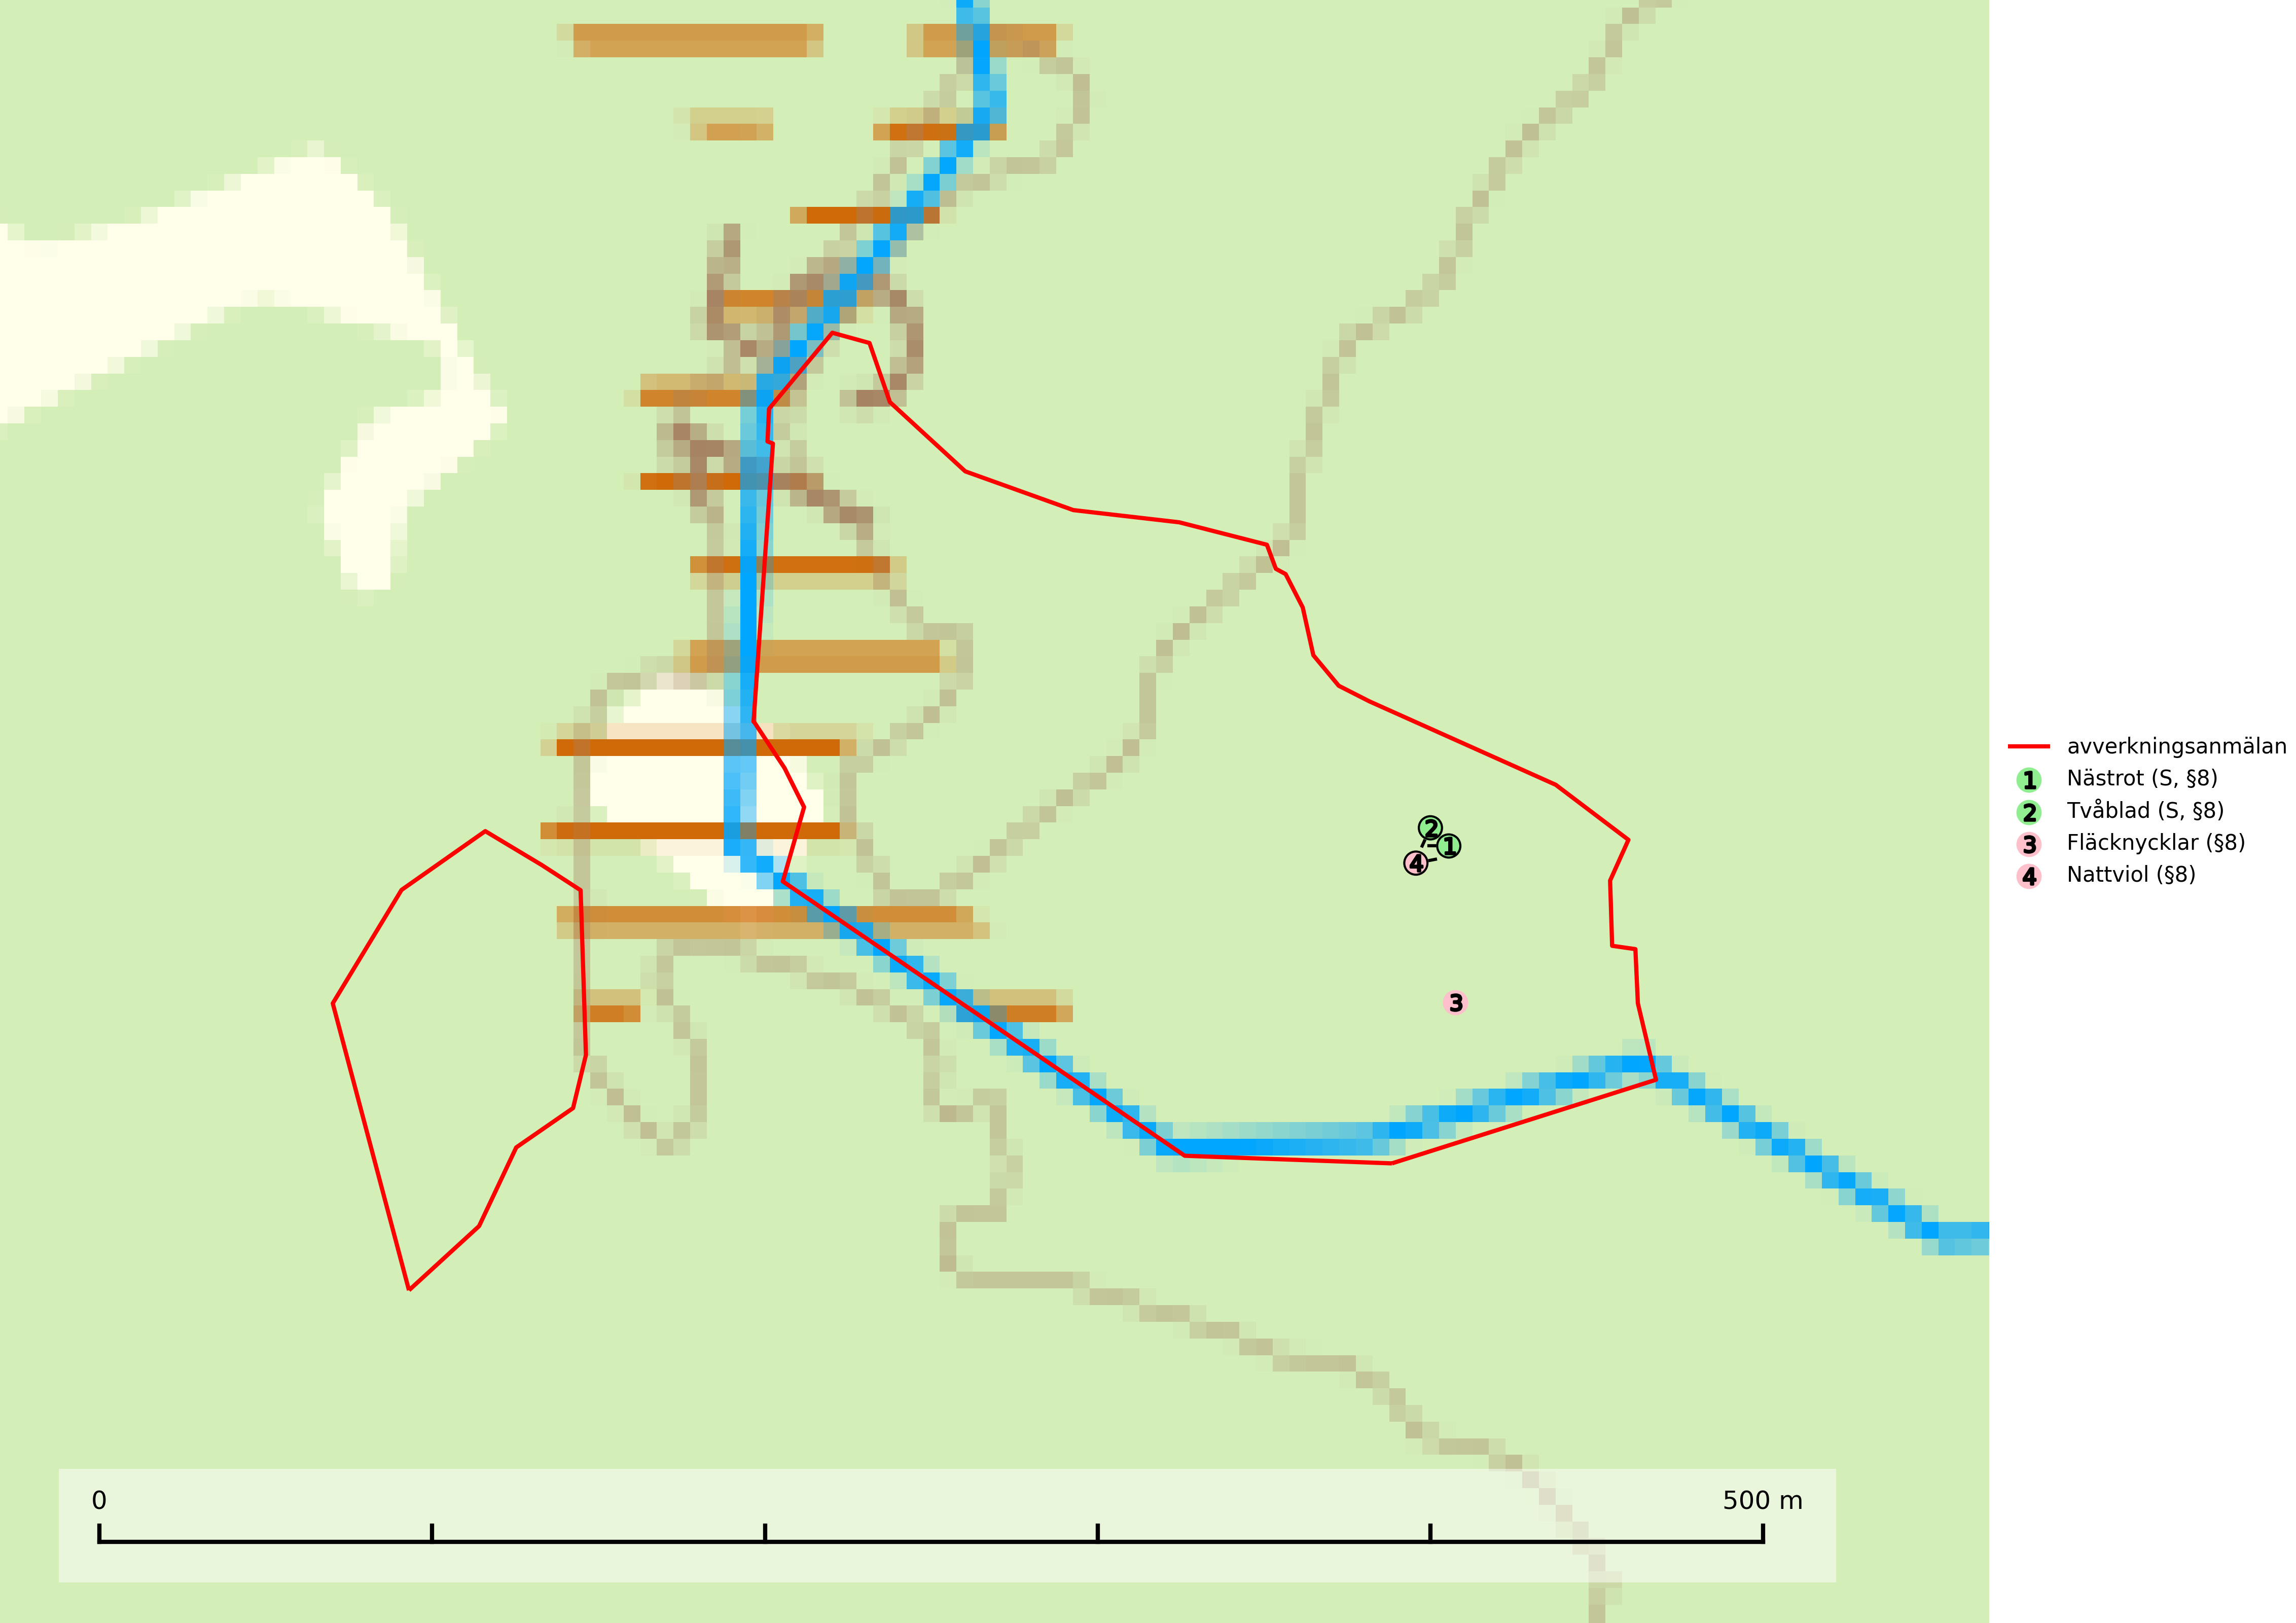 2
1
4
3
avverkningsanmälan
1 Nästrot (S, §8)
2 Tvåblad (S, §8)
3 Fläcknycklar (§8)
4 Nattviol (§8)
0 500 m